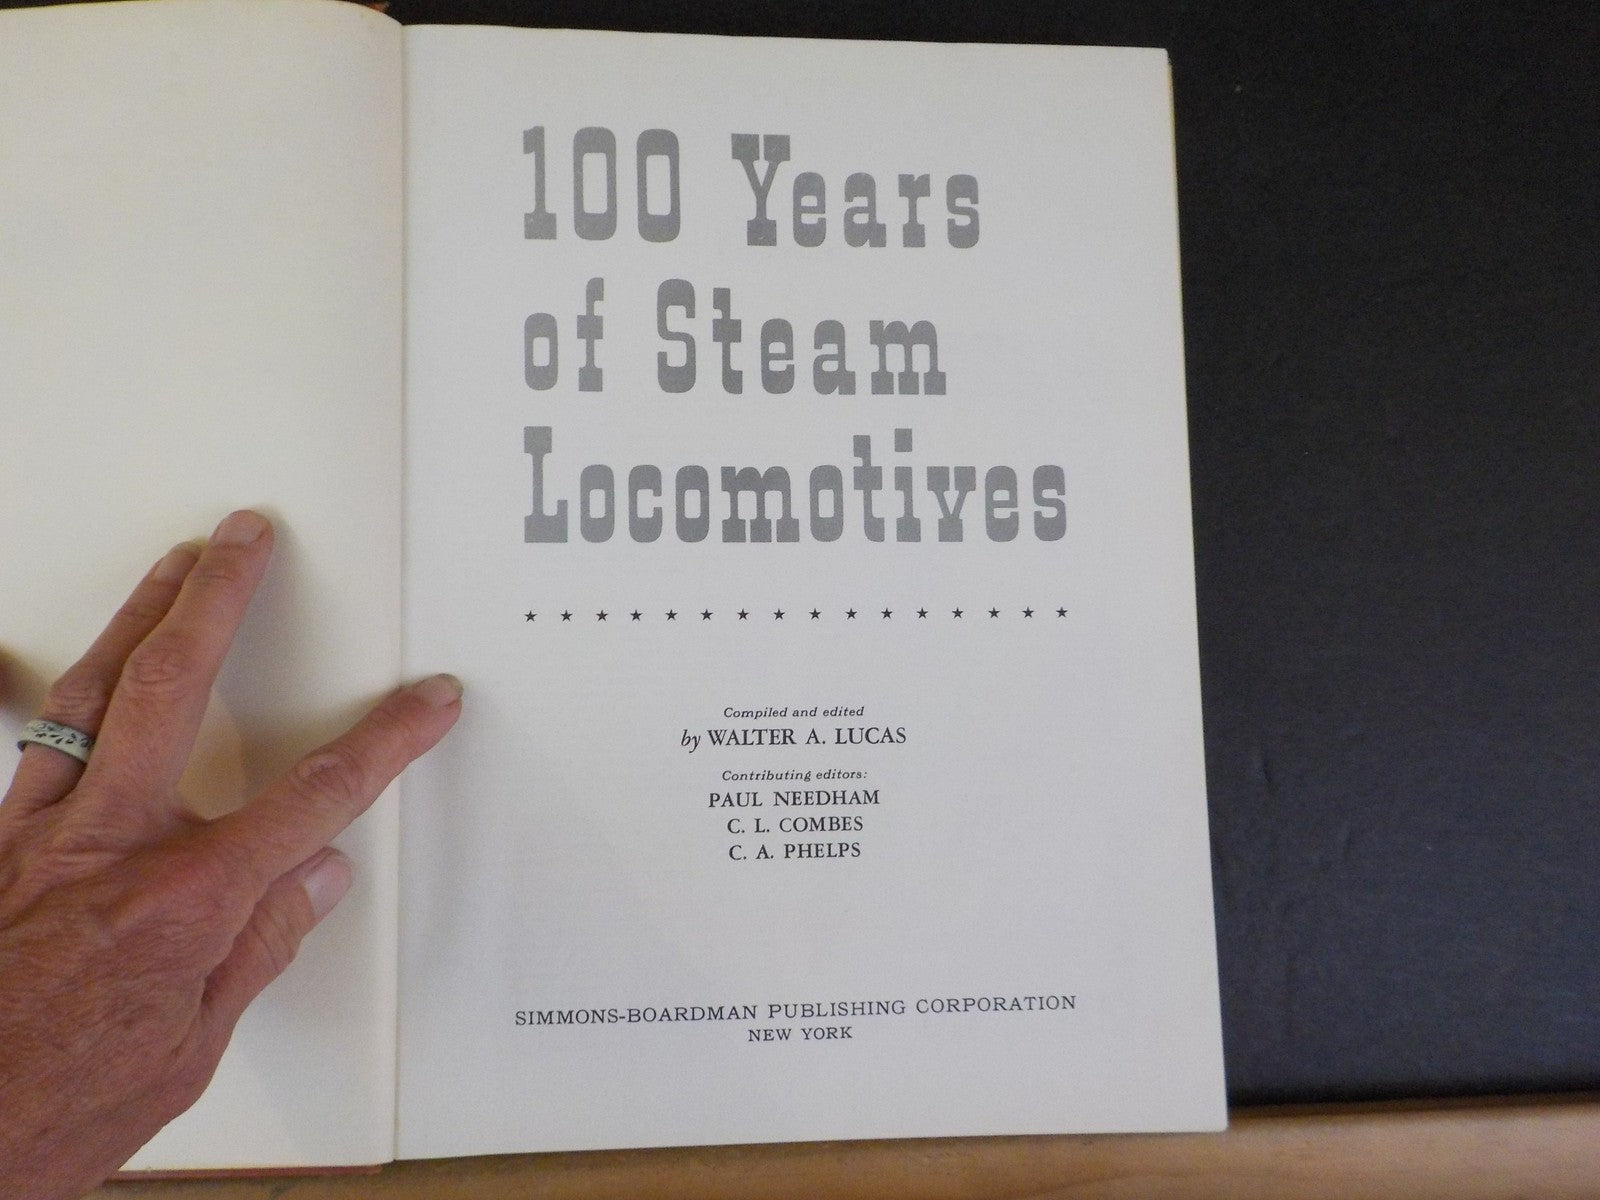 100 Years
of Steam
Locomotives
Compiled and edited
by WALTER A. LUCAS
Contributing editors:
PAUL NEEDHAM
C. L. COMBES
C. A. PHELPS
SIMMONS-BOARDMAN PUBLISHING CORPORATION
NEW YORK